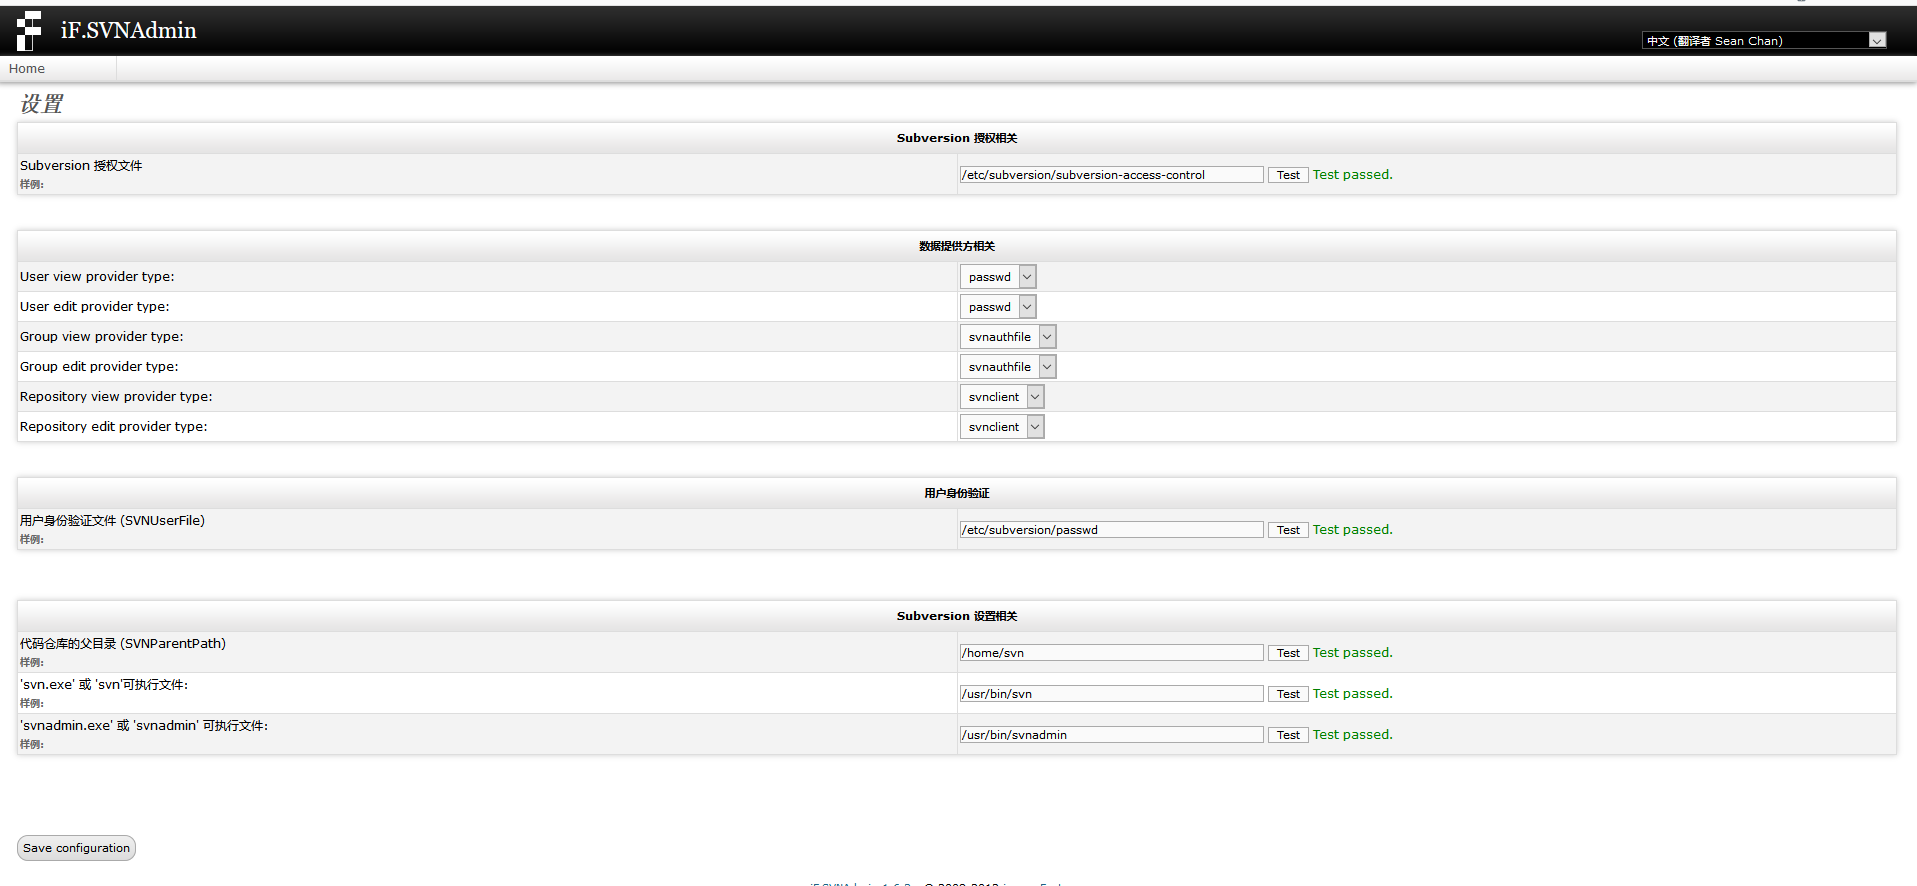 iF.SVNAdmin
中文 (翻译者 Sean Chan)
Home
设置
Subversion 授权相关
Subversion 授权文件
样例:
/etc/subversion/subversion-access-control Test Test passed.
数据提供方相关
User view provider type: passwd
User edit provider type: passwd
Group view provider type: svnauthfile
Group edit provider type: svnauthfile
Repository view provider type: svnclient
Repository edit provider type: svnclient
用户身份验证
用户身份验证文件 (SVNUserFile)
样例:
/etc/subversion/passwd Test Test passed.
Subversion 设置相关
代码仓库的父目录 (SVNParentPath)
样例:
/home/svn Test Test passed.
'svn.exe' 或 'svn'可执行文件:
样例:
/usr/bin/svn Test Test passed.
'svnadmin.exe' 或 'svnadmin' 可执行文件:
样例:
/usr/bin/svnadmin Test Test passed.
Save configuration